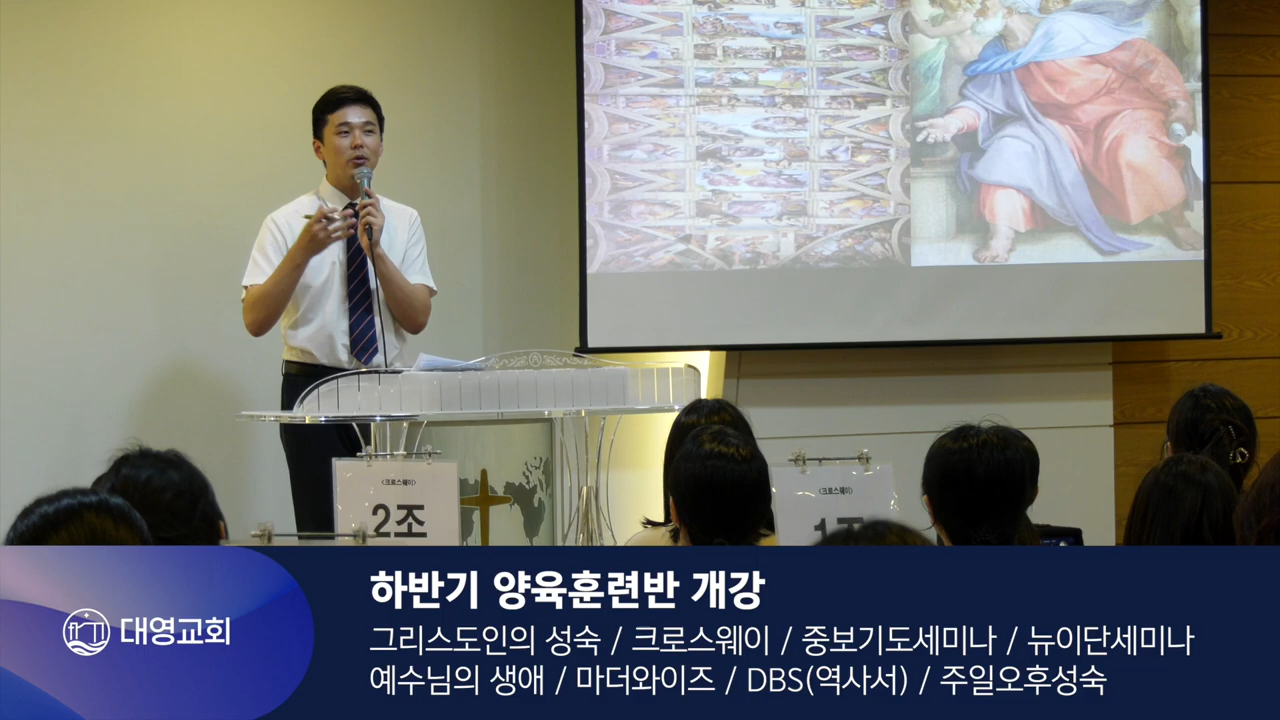 <크로스웨이>
2조
<크로스웨이>
1조
대영교회
하반기 양육훈련반 개강
그리스도인의 성숙 / 크로스웨이 / 중보기도세미나 / 뉴이단세미나
예수님의 생애 / 마더와이즈 / DBS(역사서) / 주일오후성숙